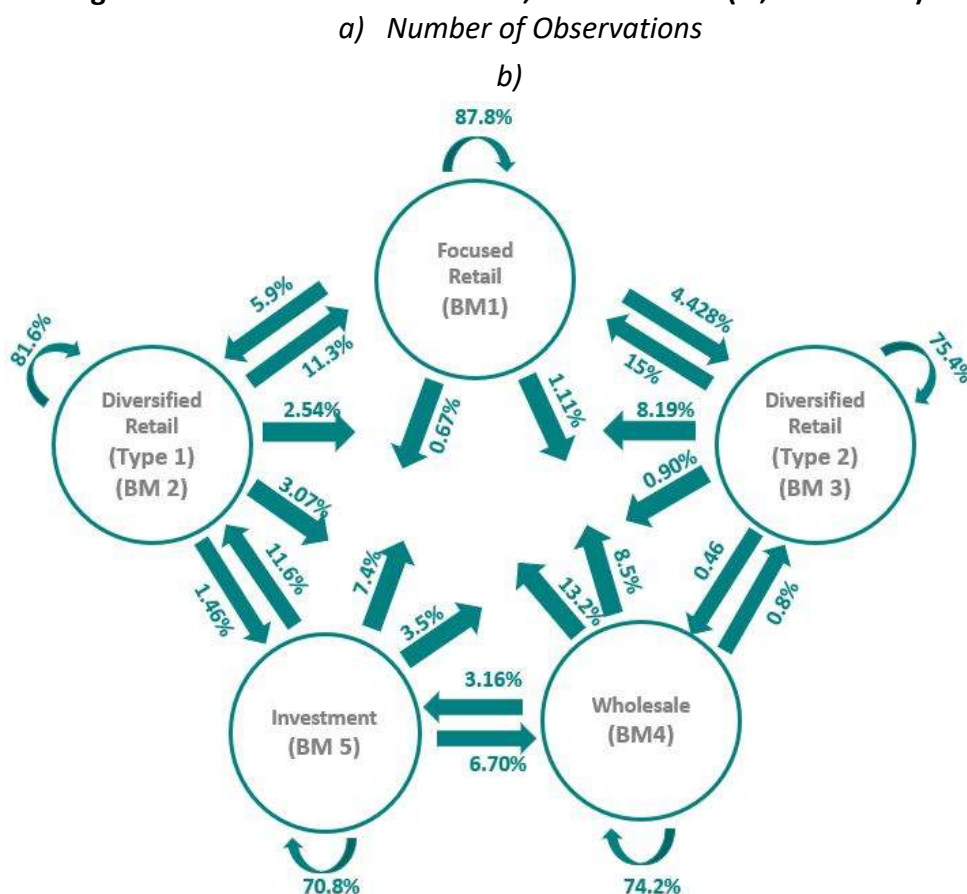 a) Number of Observations
b)
87.8%
Focused
Retail
(BM1)
5.9%
11.3%
4.428%
15%
81.6%
75.4%
Diversified
Retail
(Type 1)
(BM 2)
2.54%
0.67%
1.11%
8.19%
Diversified
Retail
(Type 2)
(BM 3)
3.07%
0.90%
1.46%
11.6%
7.4%
3.5%
13.2%
8.5%
0.46
0.8%
Investment
(BM 5)
3.16%
6.70%
Wholesale
(BM4)
70.8%
74.2%